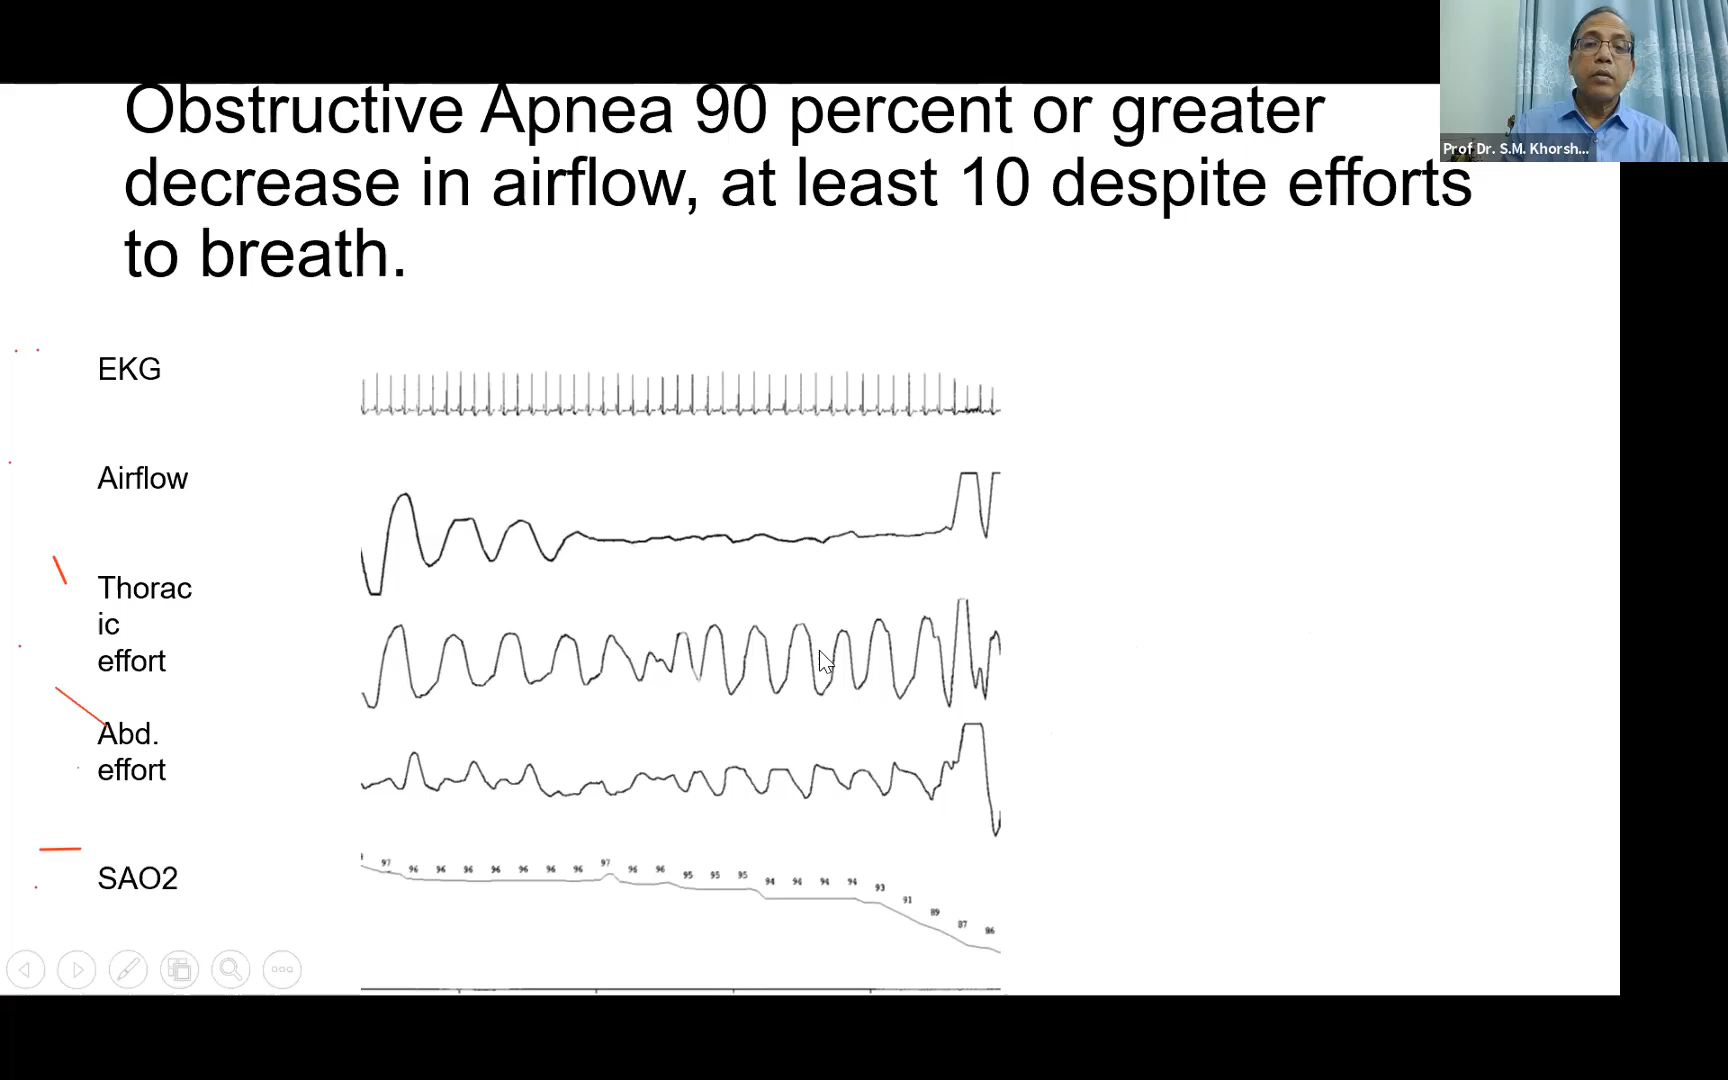 Obstructive Apnea 90 percent or greater
decrease in airflow, at least 10 despite efforts
to breath.
Prof Dr. S.M. Khorsh...
EKG
Airflow
Thorac
ic
effort
Abd.
effort
SAO2
97 96 96 96 96 96 96 96 97 96 96 95 95 95 94 94 94 94 93 91 89 87 86